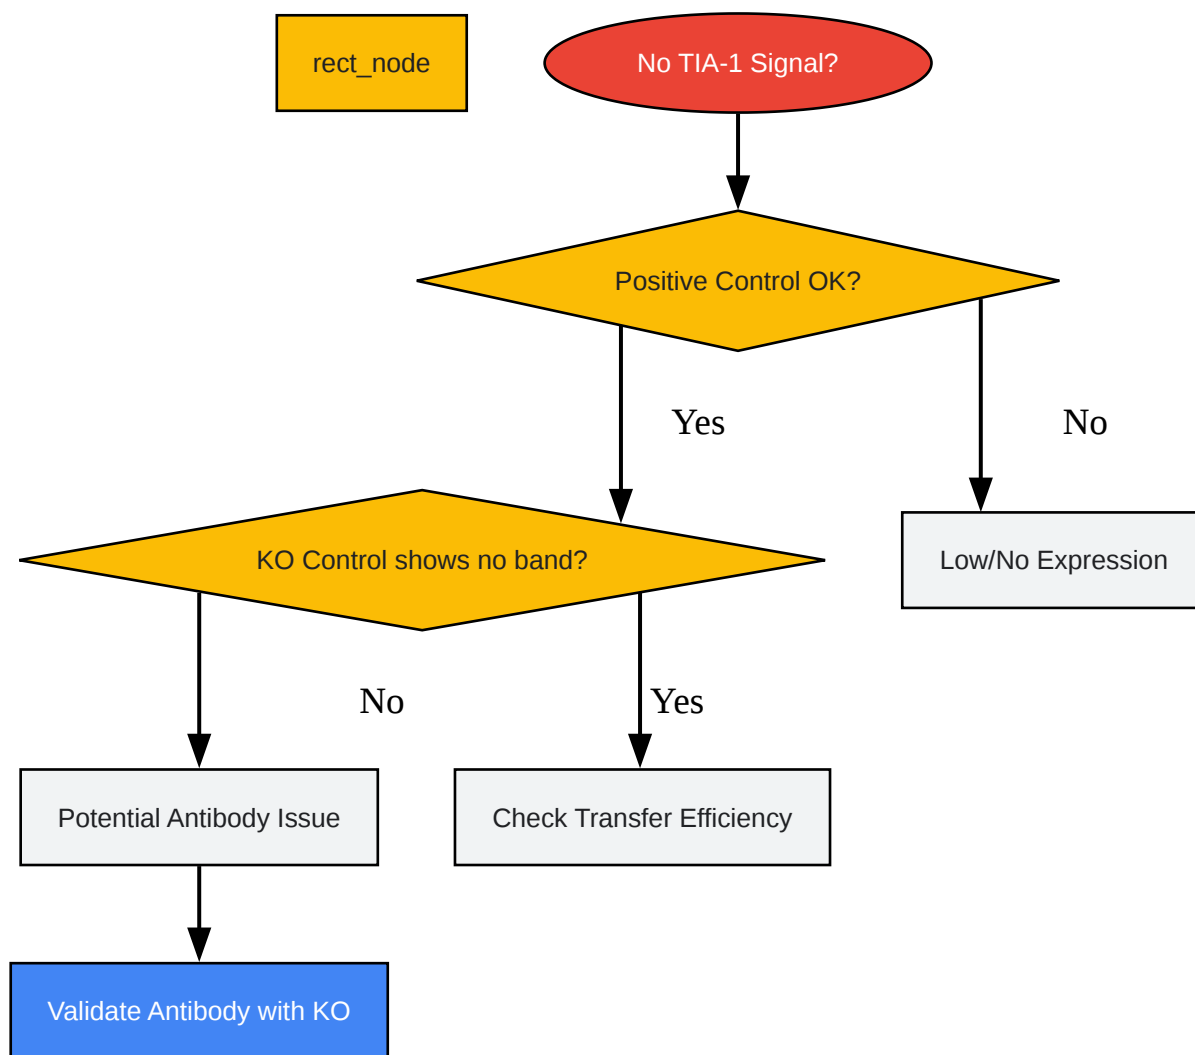 rect_node
No TIA-1 Signal?
Positive Control OK?
Yes
No
KO Control shows no band?
Low/No Expression
No
Yes
Potential Antibody Issue
Check Transfer Efficiency
Validate Antibody with KO